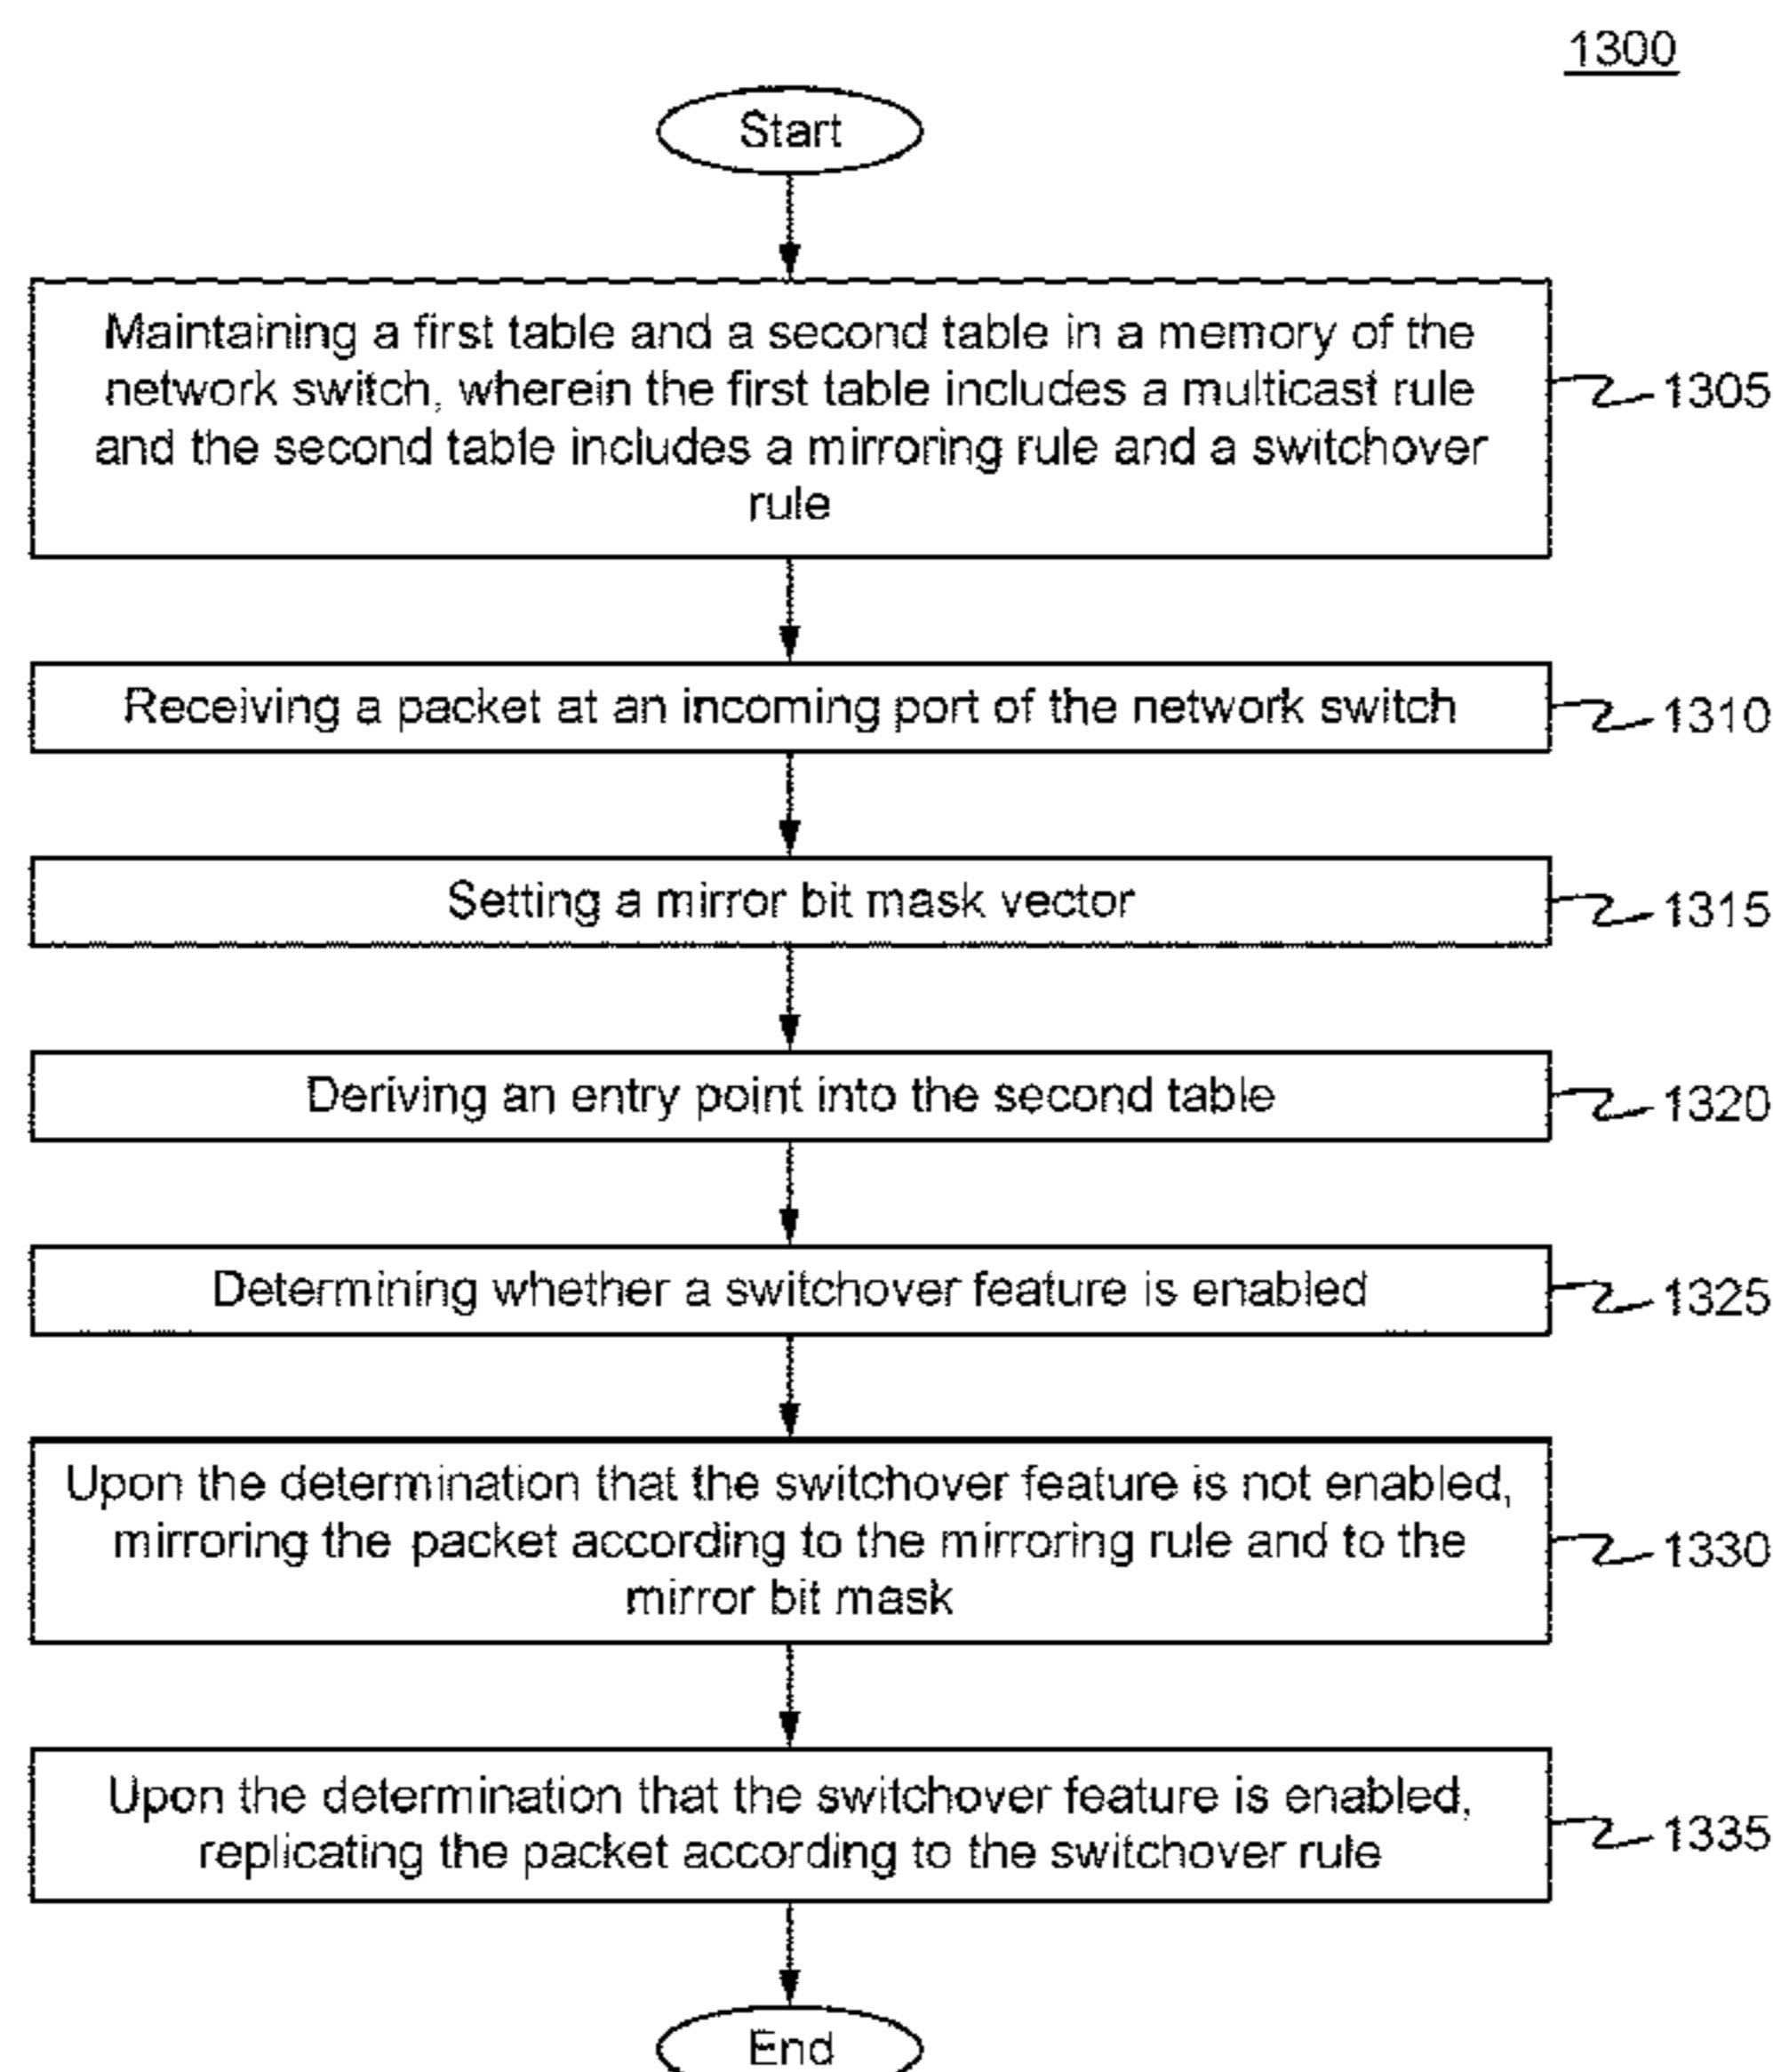 1300
Start
Maintaining a first table and a second table in a memory of the
network switch, wherein the first table includes a multicast rule
and the second table includes a mirroring rule and a switchover
rule
1305
Receiving a packet at an incoming port of the network switch
1310
Setting a mirror bit mask vector
1315
Deriving an entry point into the second table
1320
Determining whether a switchover feature is enabled
1325
Upon the determination that the switchover feature is not enabled,
mirroring the packet according to the mirroring rule and to the
mirror bit mask
1330
Upon the determination that the switchover feature is enabled,
replicating the packet according to the switchover rule
1335
End